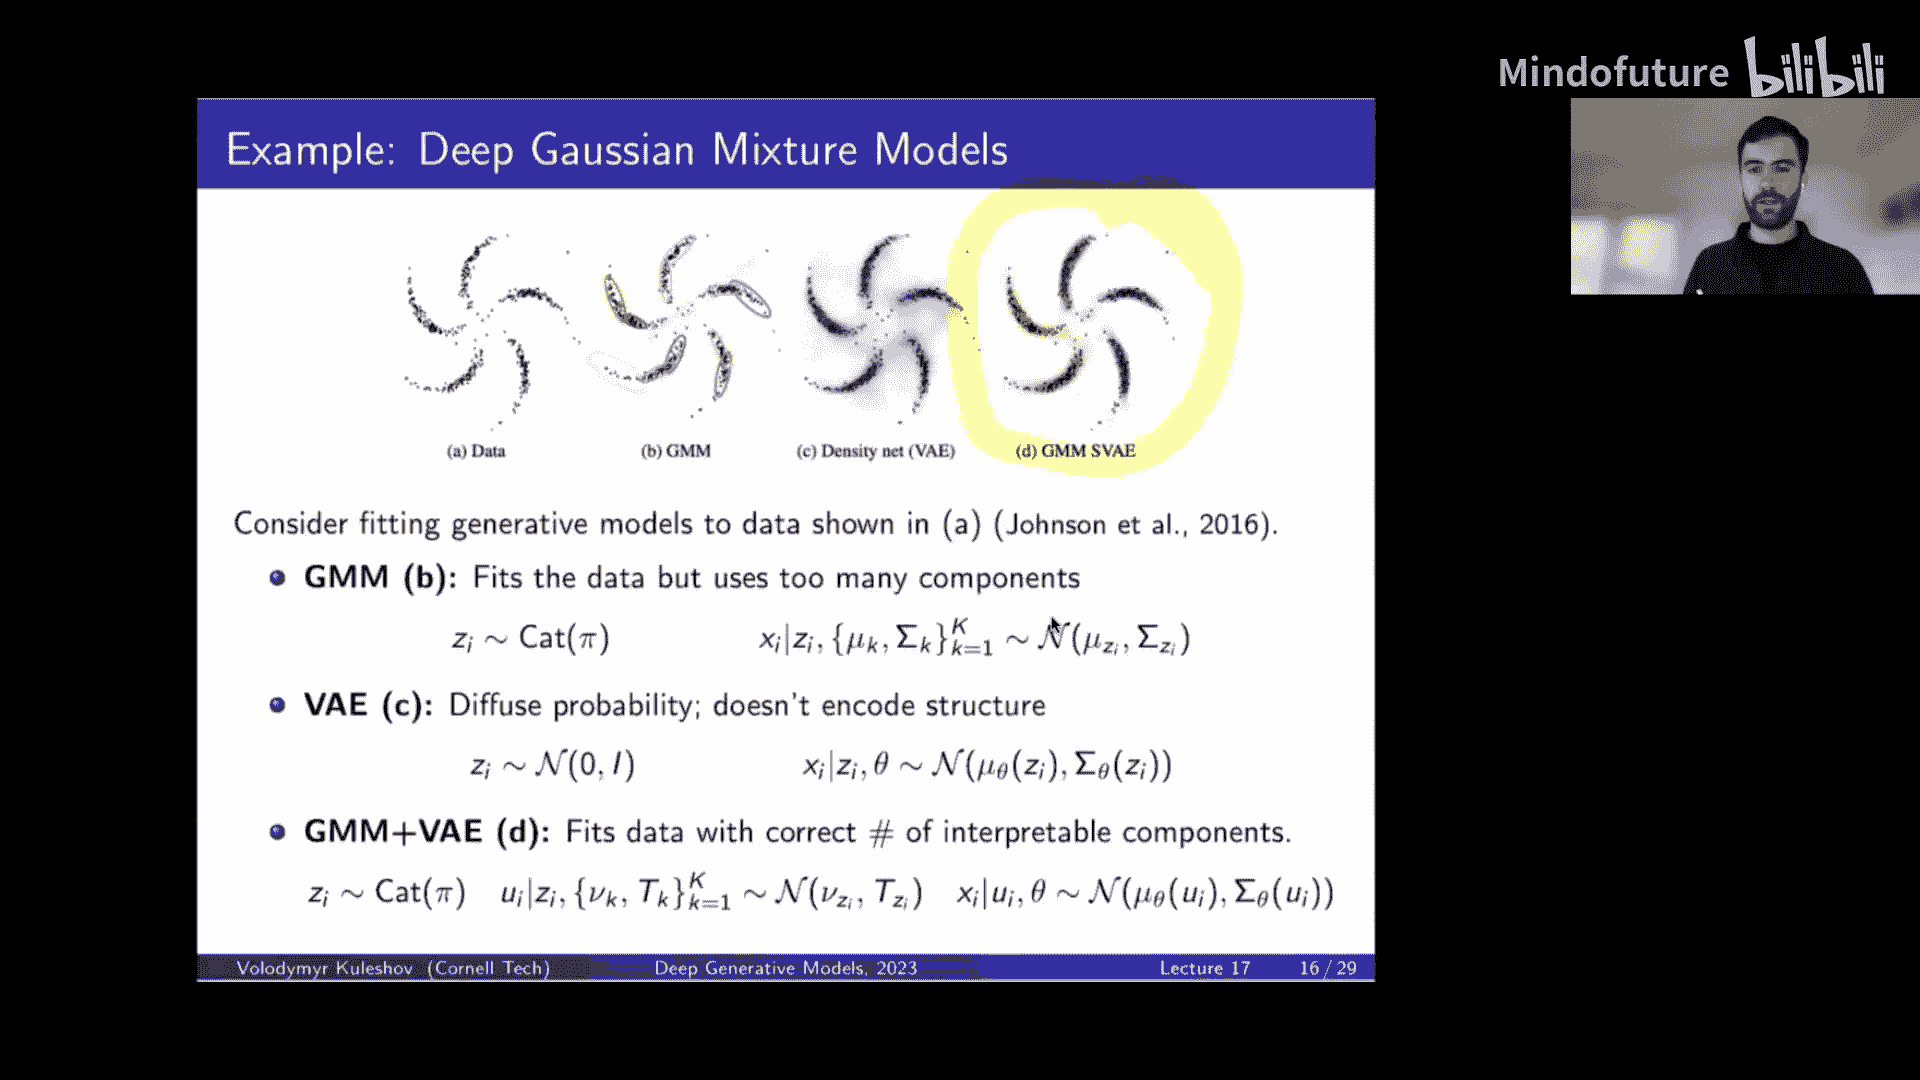 Mindofuture bilibili
Example: Deep Gaussian Mixture Models
(a) Data (b) GMM (c) Density net (VAE) (d) GMM SVAE
Consider fitting generative models to data shown in (a) (Johnson et al., 2016).
GMM (b): Fits the data but uses too many components
z_i ∼ Cat(π) x_i|z_i, {μ_k, Σ_k}_{k=1}^K ∼ 𝒩(μ_{z_i}, Σ_{z_i})
VAE (c): Diffuse probability; doesn't encode structure
z_i ∼ 𝒩(0, I) x_i|z_i, θ ∼ 𝒩(μ_θ(z_i), Σ_θ(z_i))
GMM+VAE (d): Fits data with correct # of interpretable components.
z_i ∼ Cat(π) u_i|z_i, {ν_k, T_k}_{k=1}^K ∼ 𝒩(ν_{z_i}, T_{z_i}) x_i|u_i, θ ∼ 𝒩(μ_θ(u_i), Σ_θ(u_i))
Volodymyr Kuleshov (Cornell Tech) Deep Generative Models, 2023 Lecture 17 16 / 29